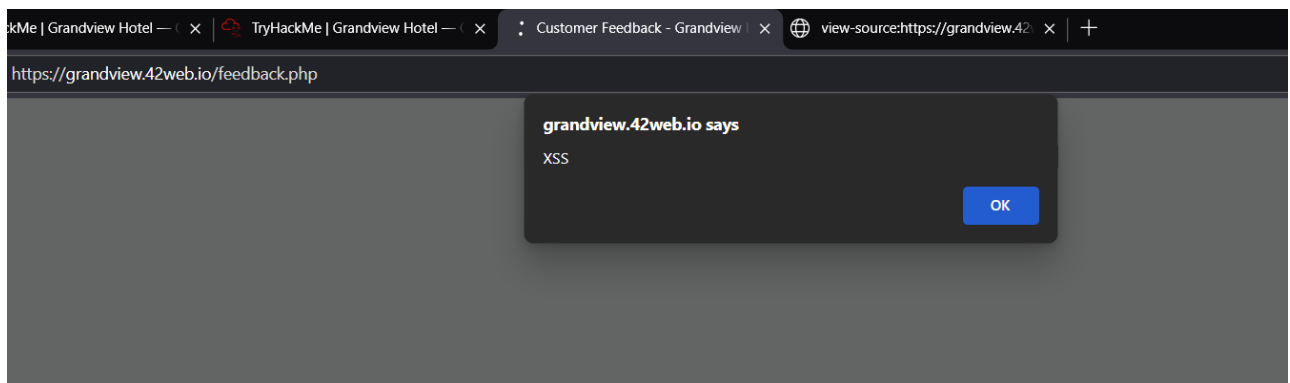 kMe | Grandview Hotel — TryHackMe | Grandview Hotel — Customer Feedback - Grandview view-source:https://grandview.42
https://grandview.42web.io/feedback.php
grandview.42web.io says
XSS
OK